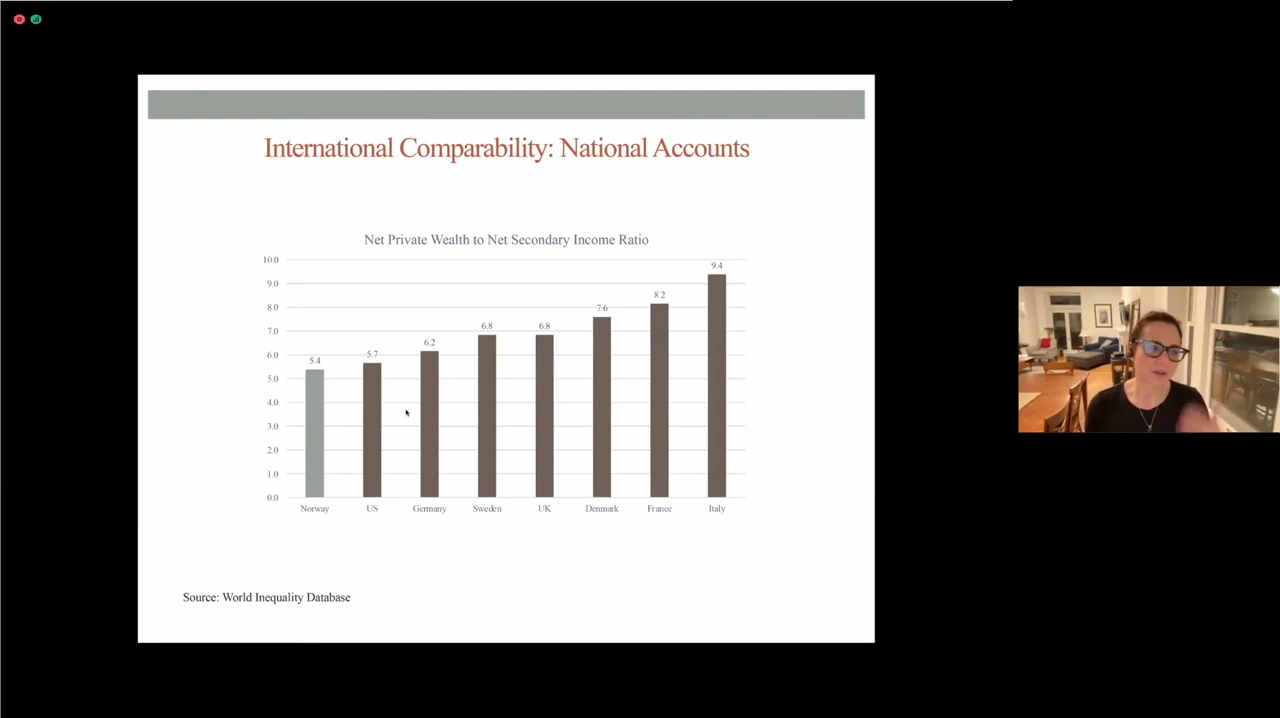 International Comparability: National Accounts
Net Private Wealth to Net Secondary Income Ratio
10.0
9.0
8.0
7.0
6.0
5.0
4.0
3.0
2.0
1.0
0.0
5.4
5.7
6.2
6.8
6.8
7.6
8.2
9.4
Norway
US
Germany
Sweden
UK
Denmark
France
Italy
Source: World Inequality Database